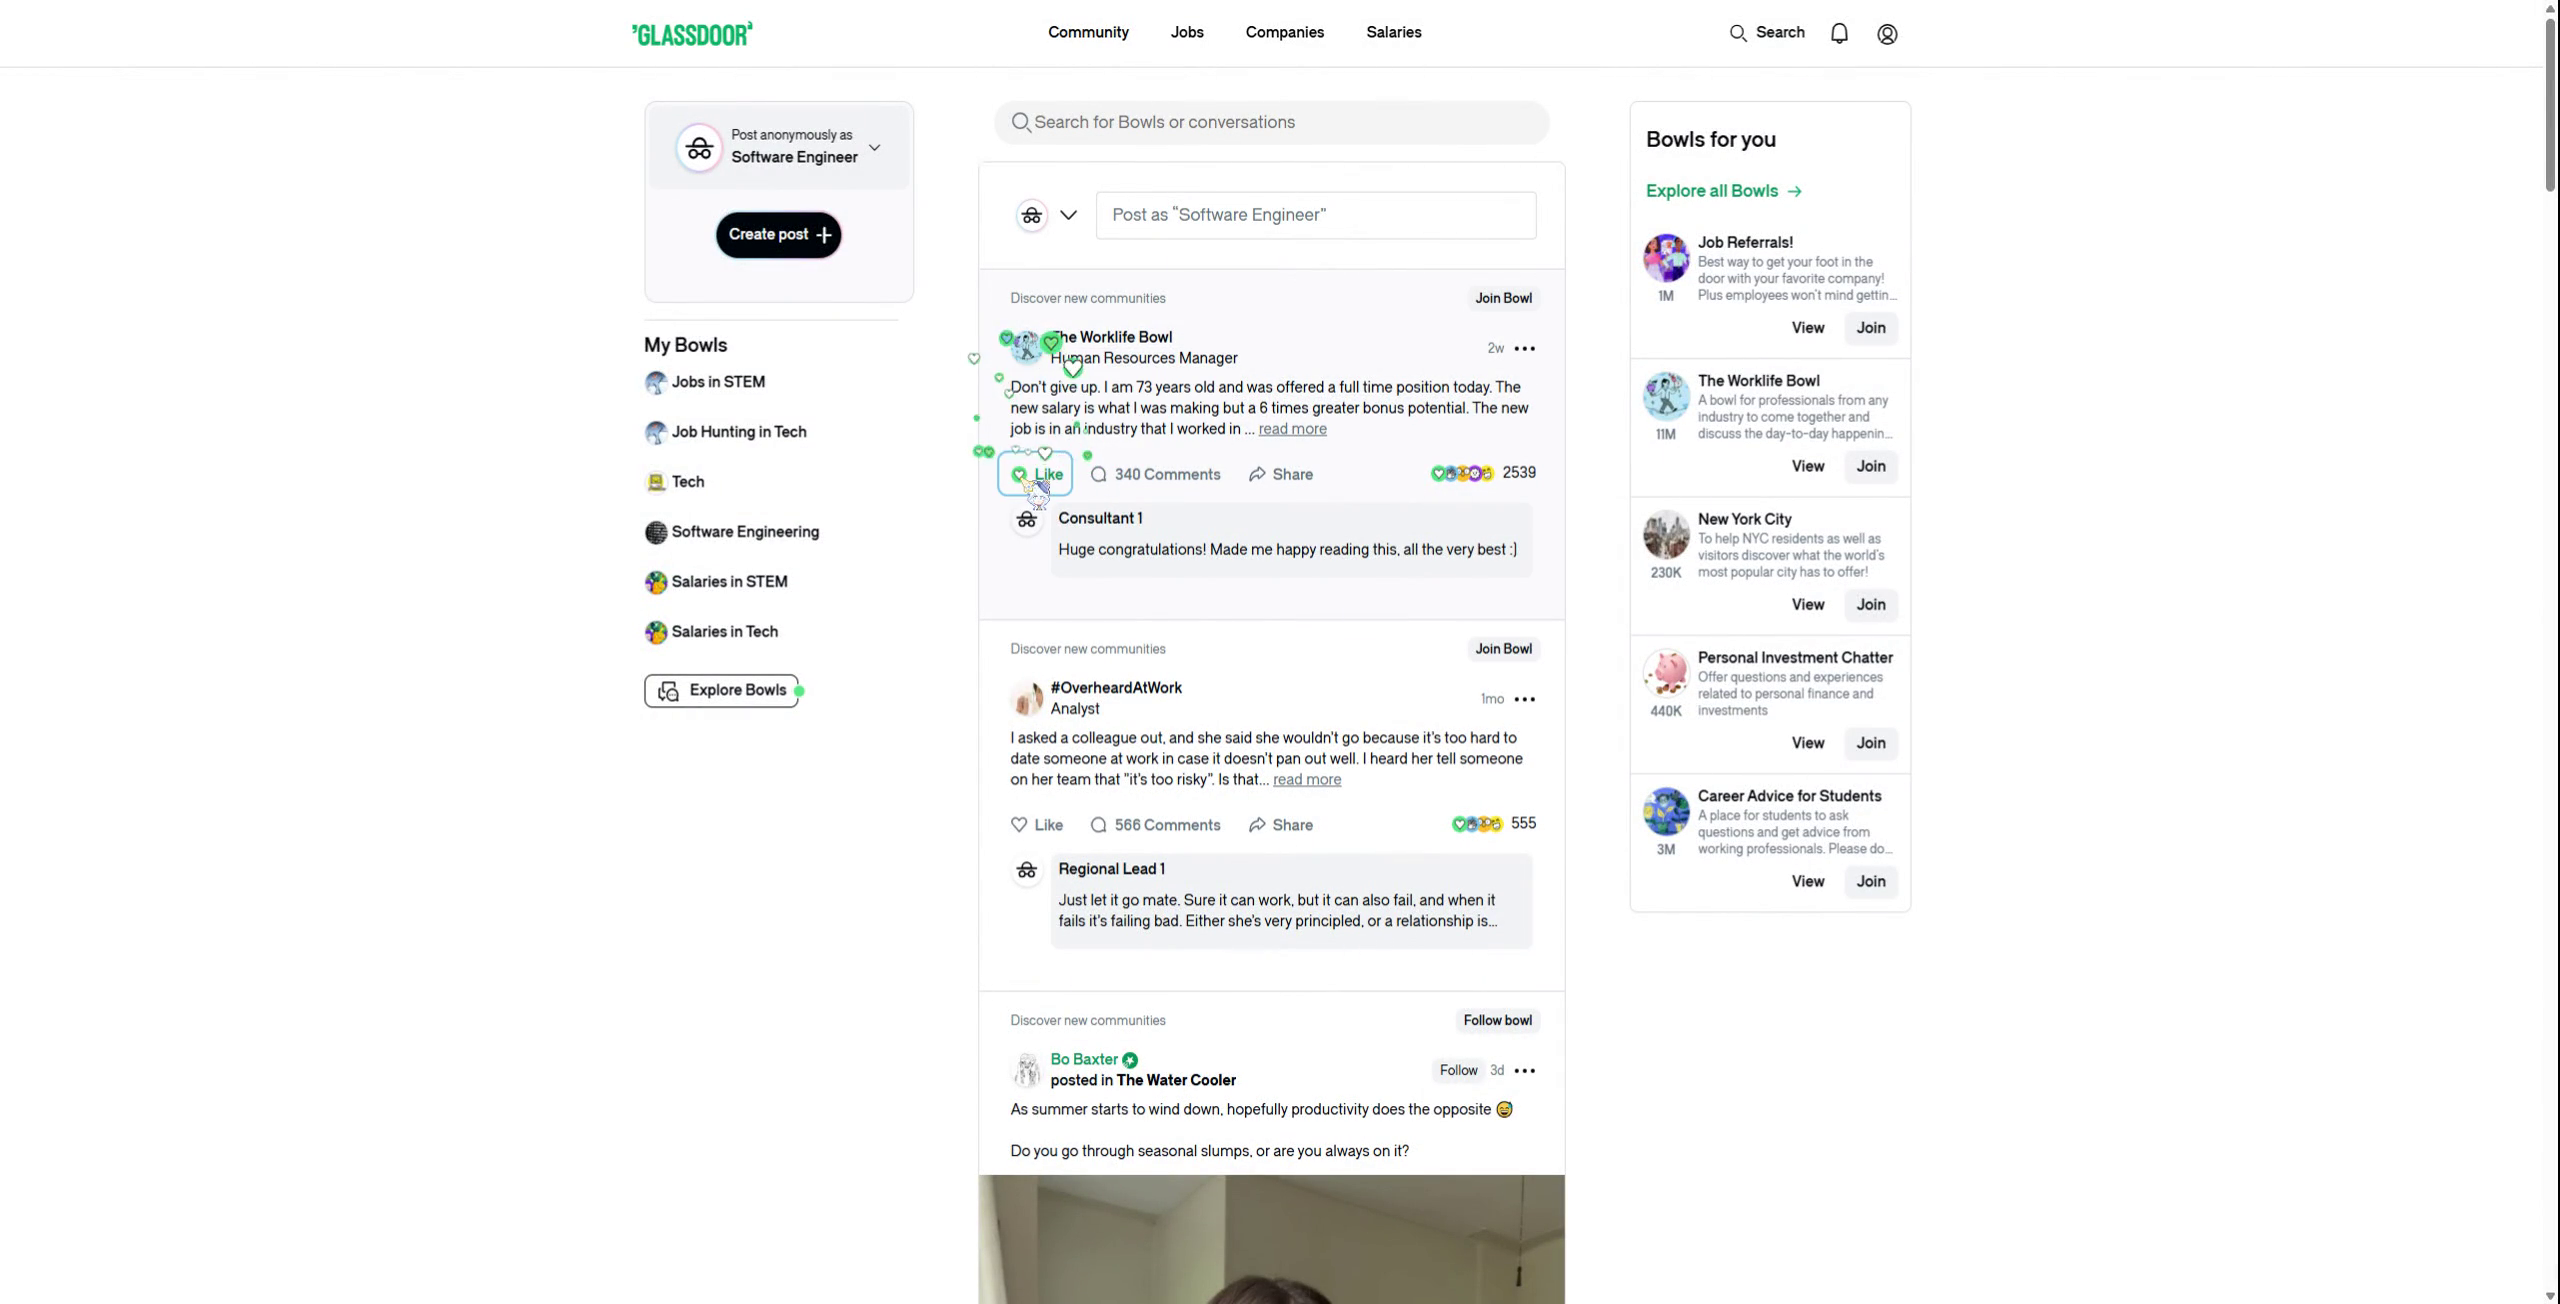 GLASSDOOR
Community
Jobs
Companies
Salaries
Search
Post anonymously as
Software Engineer
Create post
My Bowls
Jobs in STEM
Job Hunting in Tech
Tech
Software Engineering
Salaries in STEM
Salaries in Tech
Explore Bowls
Search for Bowls or conversations
Post as “Software Engineer”
Discover new communities
Join Bowl
The Worklife Bowl
Human Resources Manager
2w
Don't give up. I am 73 years old and was offered a full time position today. The
new salary is what I was making but a 6 times greater bonus potential. The new
job is in an industry that I worked in ... read more
Like
340 Comments
Share
2539
Consultant 1
Huge congratulations! Made me happy reading this, all the very best :)
Discover new communities
Join Bowl
#OverheardAtWork
Analyst
1mo
I asked a colleague out, and she said she wouldn't go because it's too hard to
date someone at work in case it doesn't pan out well. I heard her tell someone
on her team that "it's too risky". Is that... read more
Like
566 Comments
Share
555
Regional Lead 1
Just let it go mate. Sure it can work, but it can also fail, and when it
fails it's failing bad. Either she's very principled, or a relationship is...
Discover new communities
Follow bowl
Bo Baxter
posted in The Water Cooler
Follow
3d
As summer starts to wind down, hopefully productivity does the opposite 😅
Do you go through seasonal slumps, or are you always on it?
Bowls for you
Explore all Bowls →
Job Referrals!
Best way to get your foot in the
door with your favorite company!
Plus employees won't mind gettin...
1M
View
Join
The Worklife Bowl
A bowl for professionals from any
industry to come together and
discuss the day-to-day happenin...
11M
View
Join
New York City
To help NYC residents as well as
visitors discover what the world's
most popular city has to offer!
230K
View
Join
Personal Investment Chatter
Offer questions and experiences
related to personal finance and
investments
440K
View
Join
Career Advice for Students
A place for students to ask
questions and get advice from
working professionals. Please do...
3M
View
Join